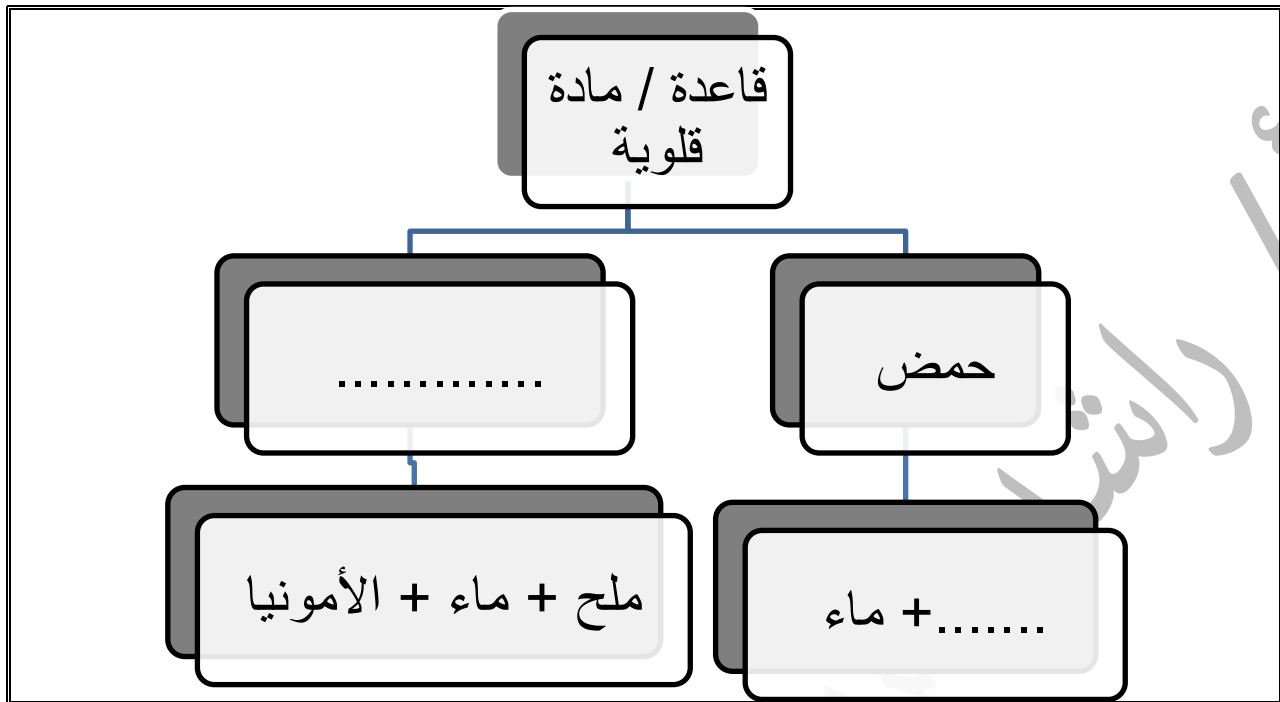 قاعدة / مادة
قلوية
حمض
.............
.......+ ماء
ملح + ماء + الأمونيا